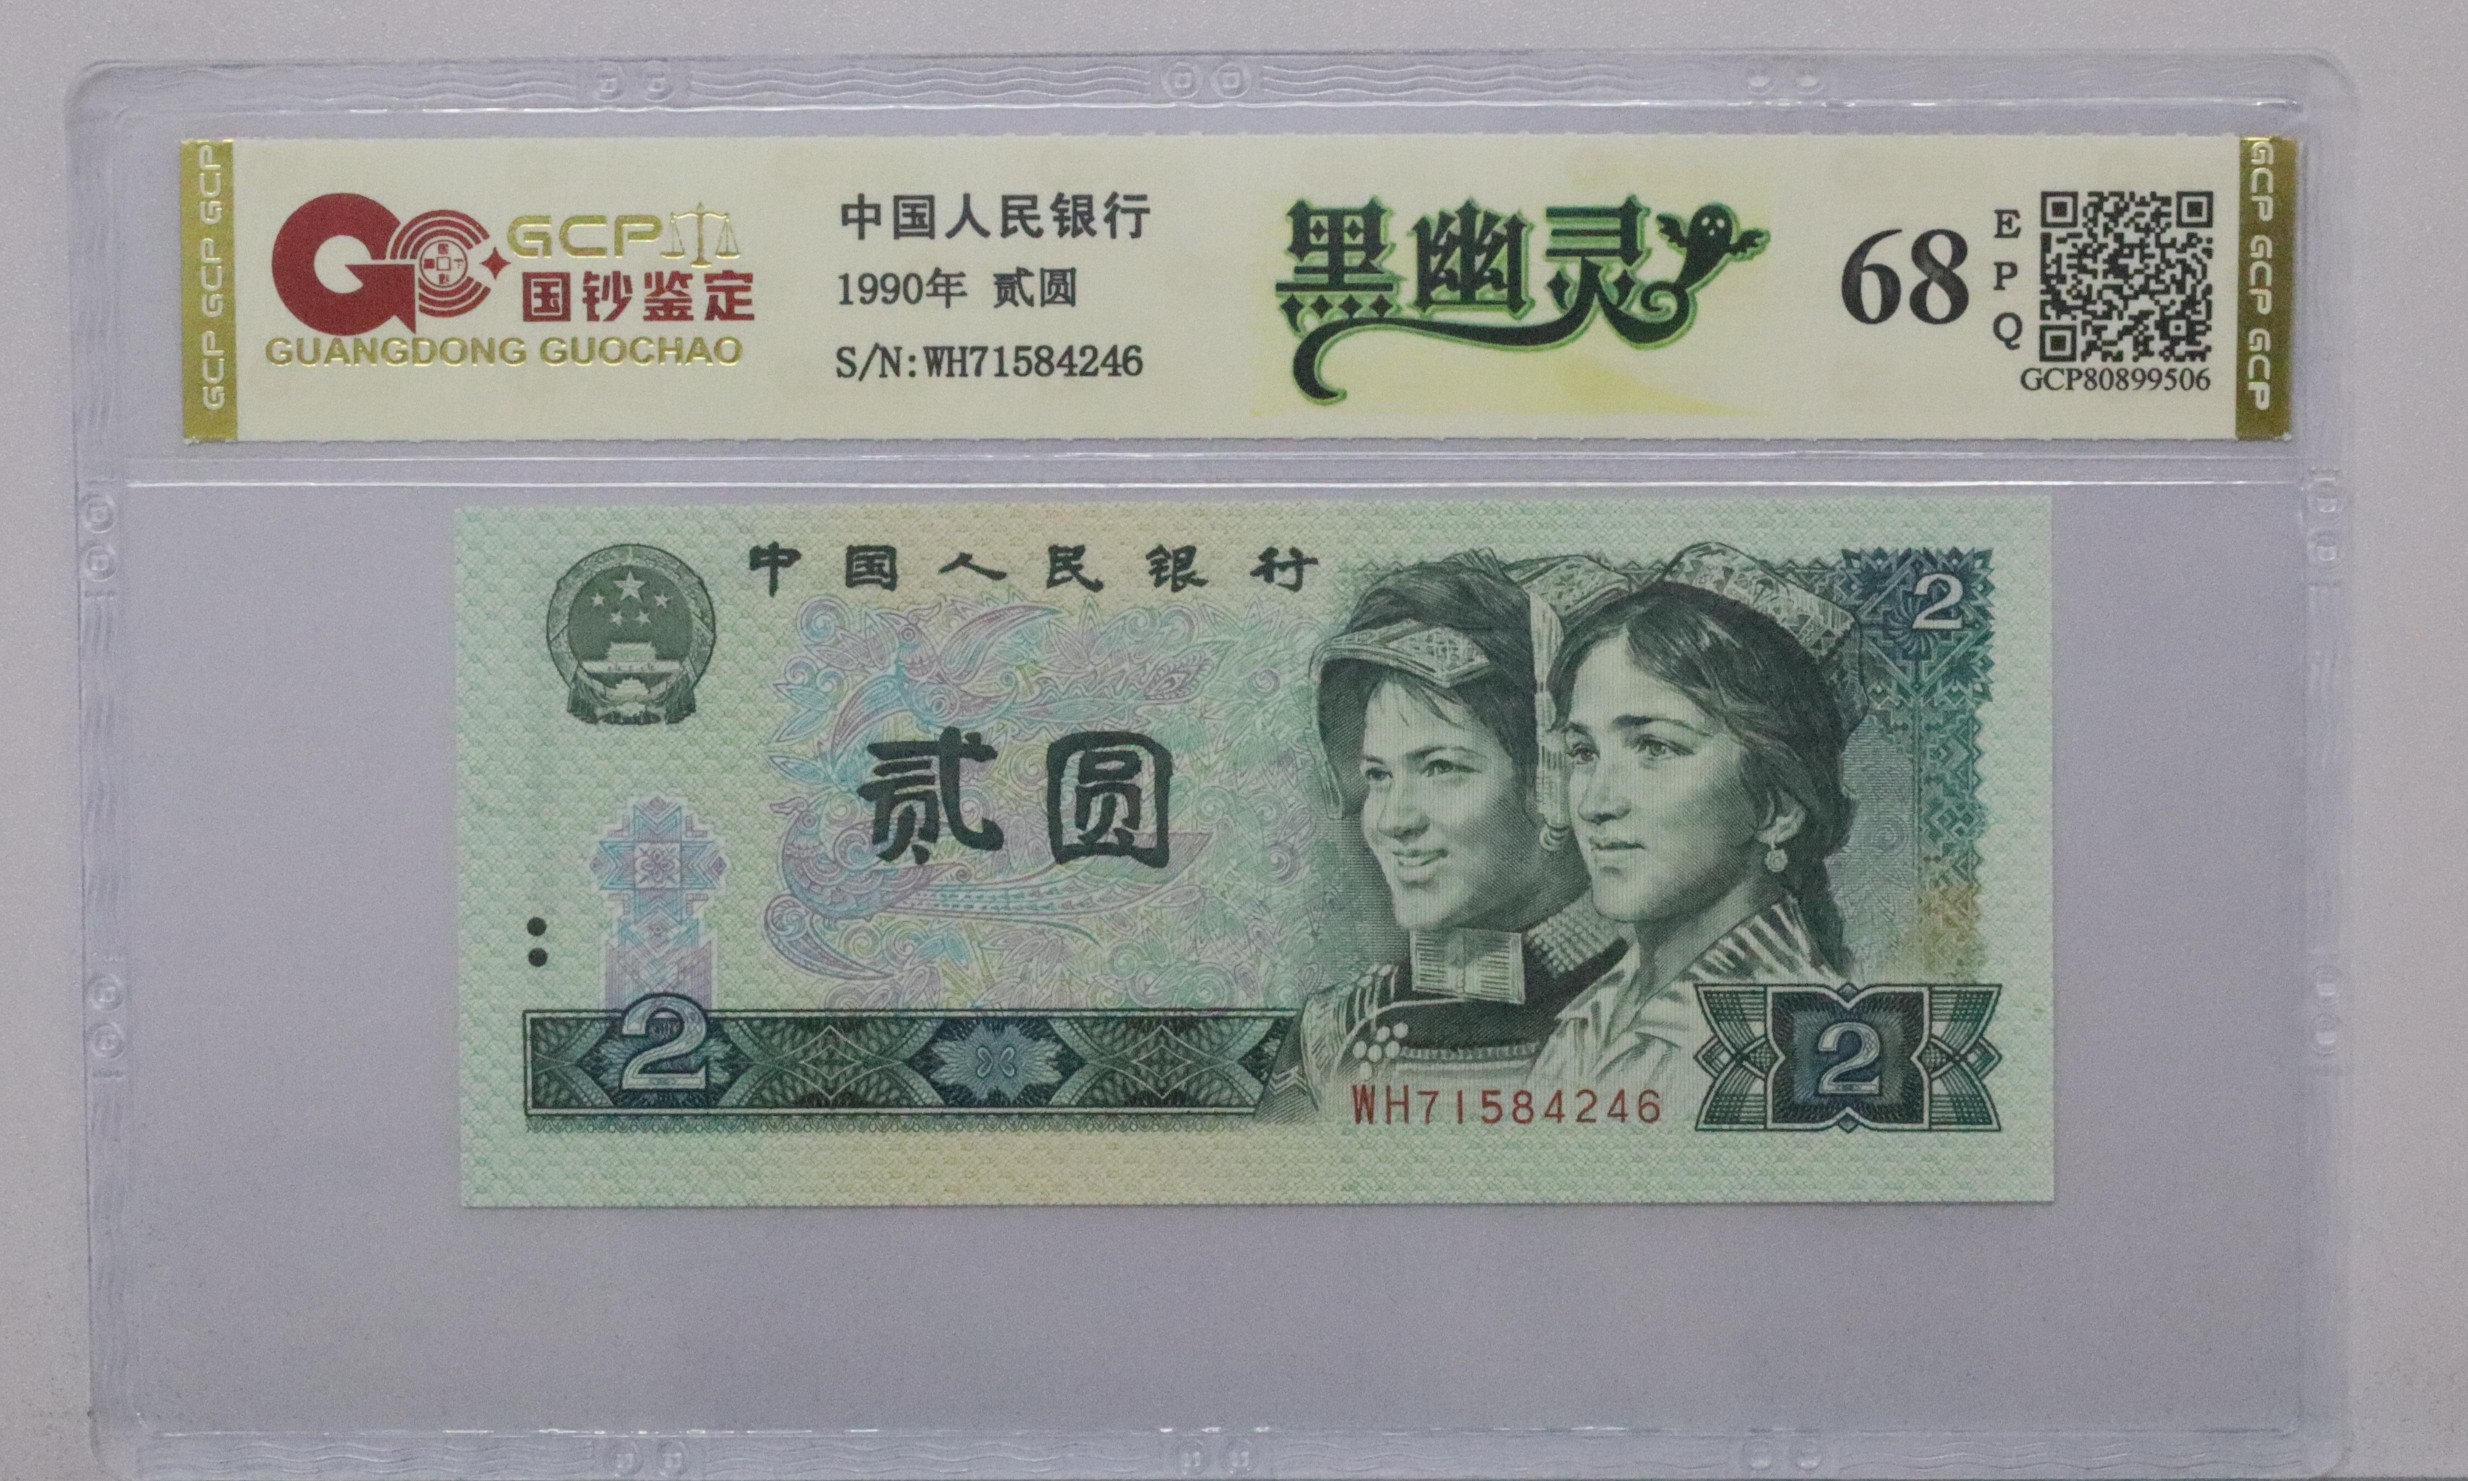 GCP GCP GCP
GCP
国钞鉴定
GUANGDONG GUOCHAO
中国人民银行
1990年 贰圆
S/N:WH71584246
黑幽灵
68
EPQ
GCP80899506
GCP GCP GCP
中国人民银行
2
贰圆
2
WH71584246
2